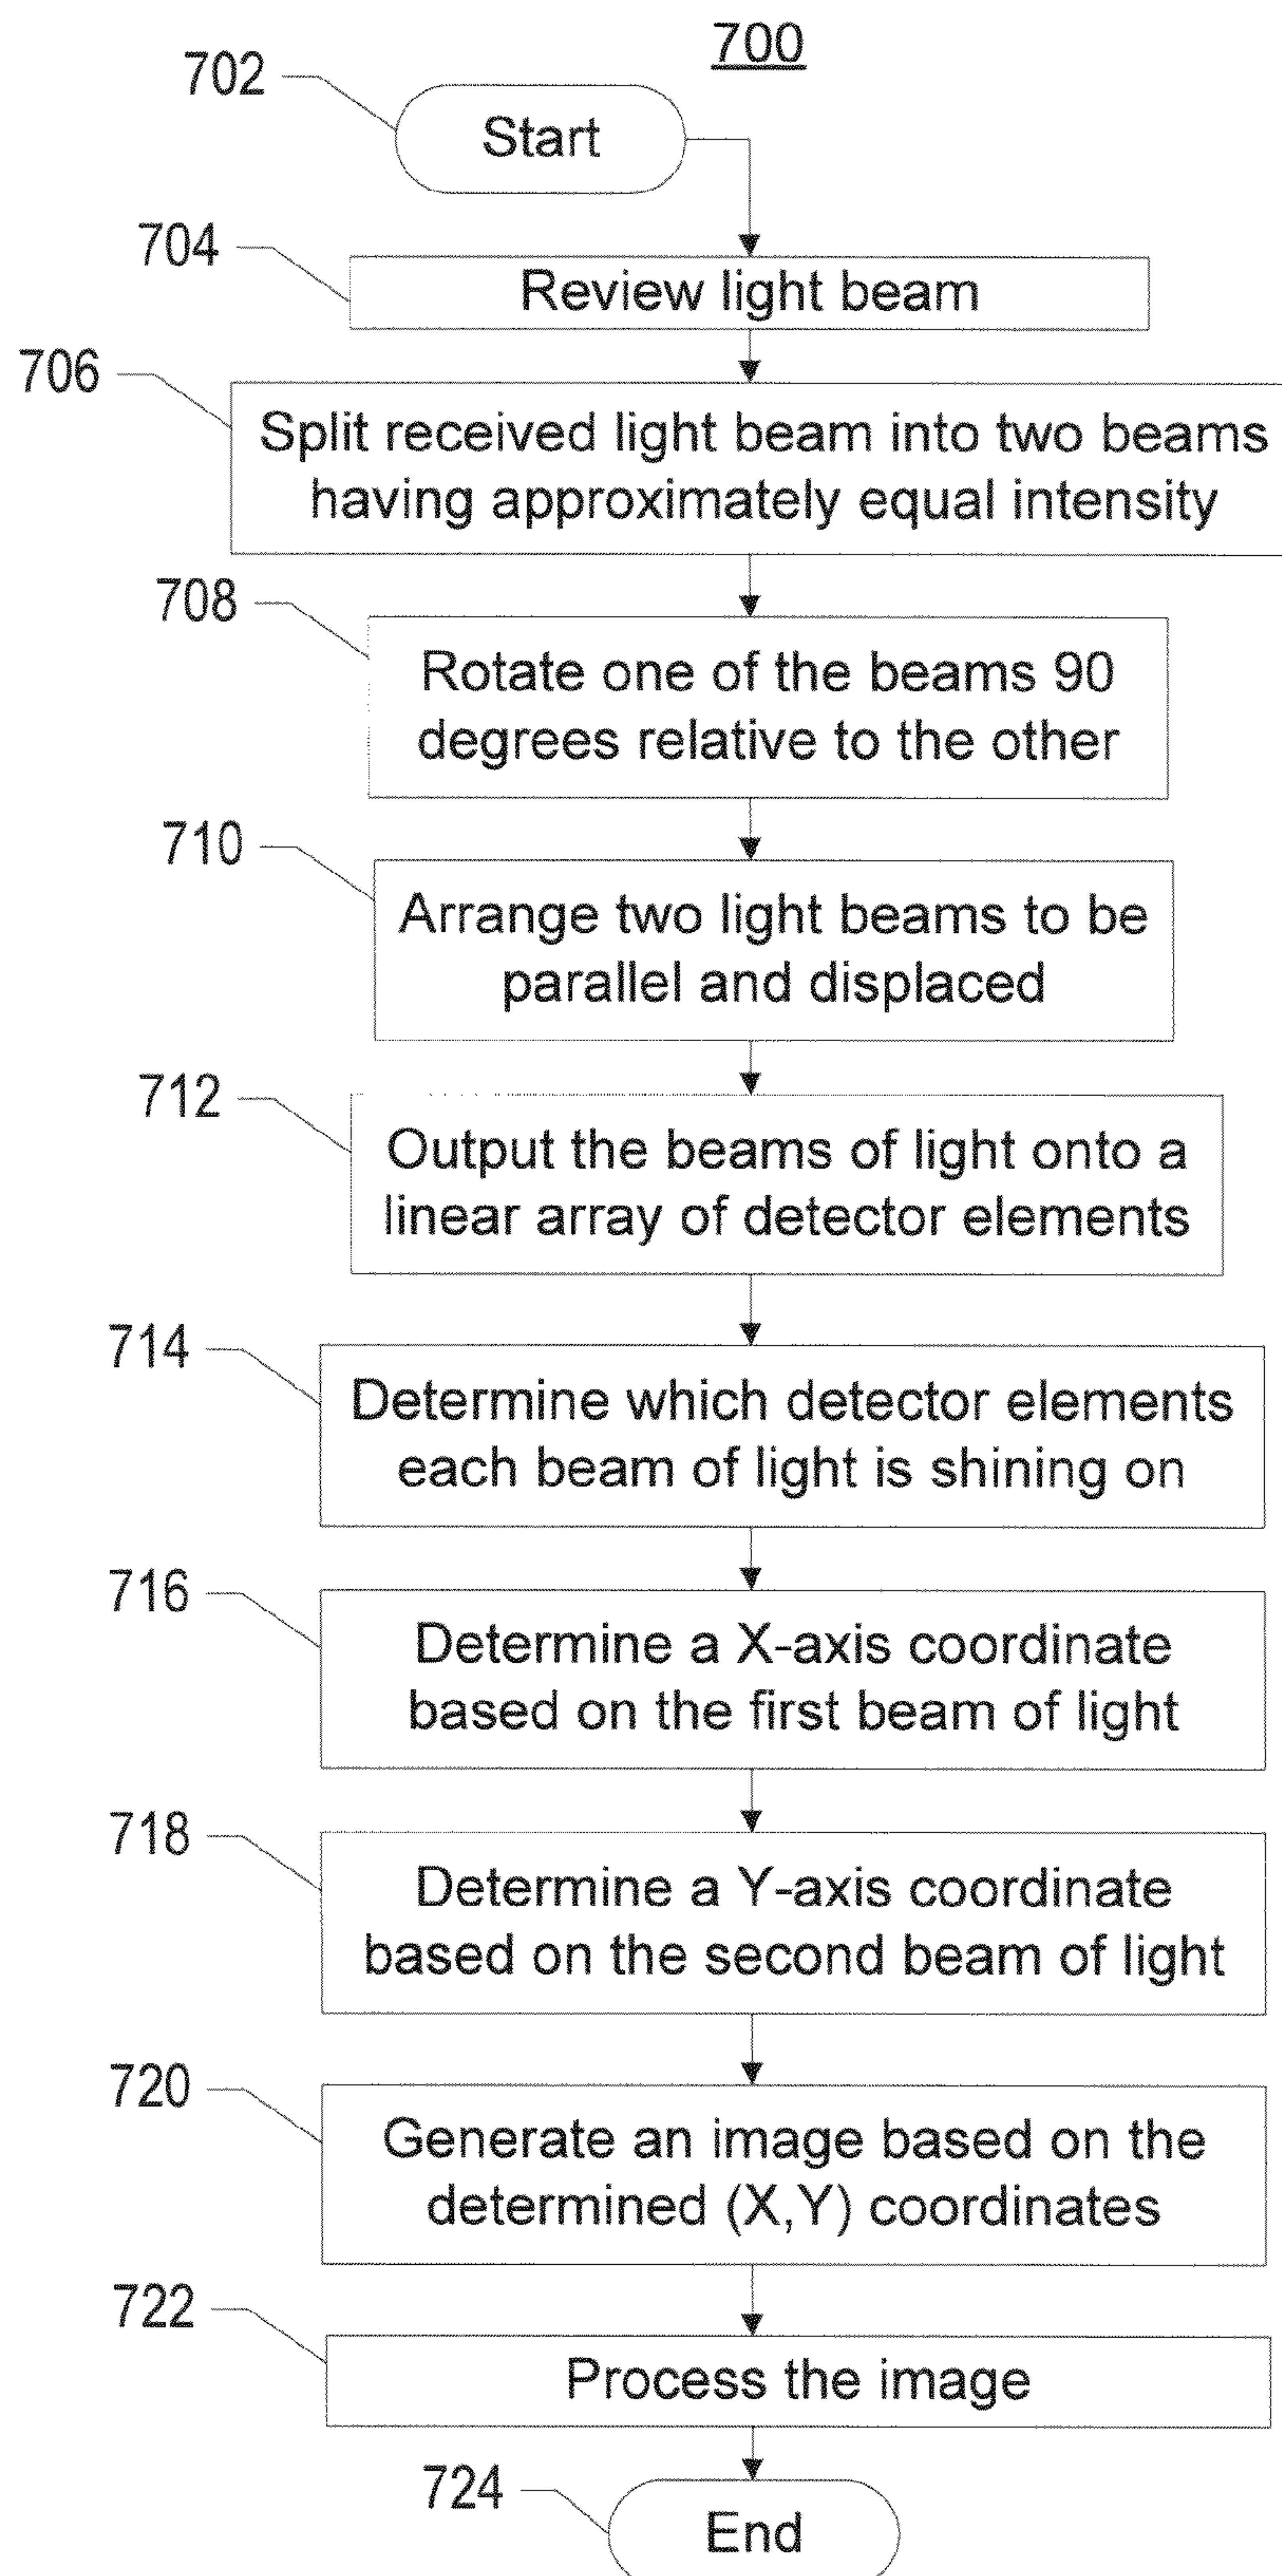 700
702
Start
704
Review light beam
706
Split received light beam into two beams
having approximately equal intensity
708
Rotate one of the beams 90
degrees relative to the other
710
Arrange two light beams to be
parallel and displaced
712
Output the beams of light onto a
linear array of detector elements
714
Determine which detector elements
each beam of light is shining on
716
Determine a X-axis coordinate
based on the first beam of light
718
Determine a Y-axis coordinate
based on the second beam of light
720
Generate an image based on the
determined (X,Y) coordinates
722
Process the image
724
End